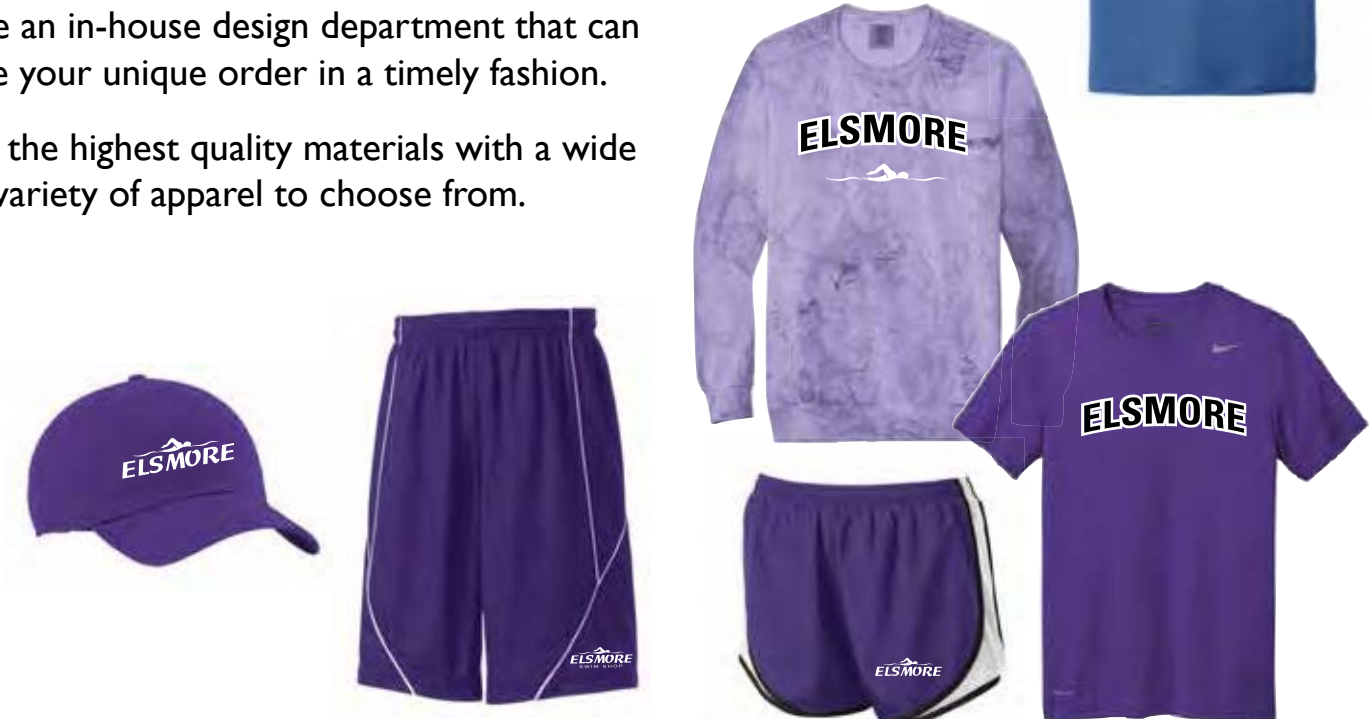 e an in-house design department that can
e your unique order in a timely fashion.
the highest quality materials with a wide
variety of apparel to choose from.
ELSMORE
ELSMORE
ELSMORE
ELSMORE
SWIM SHOP
ELSMORE